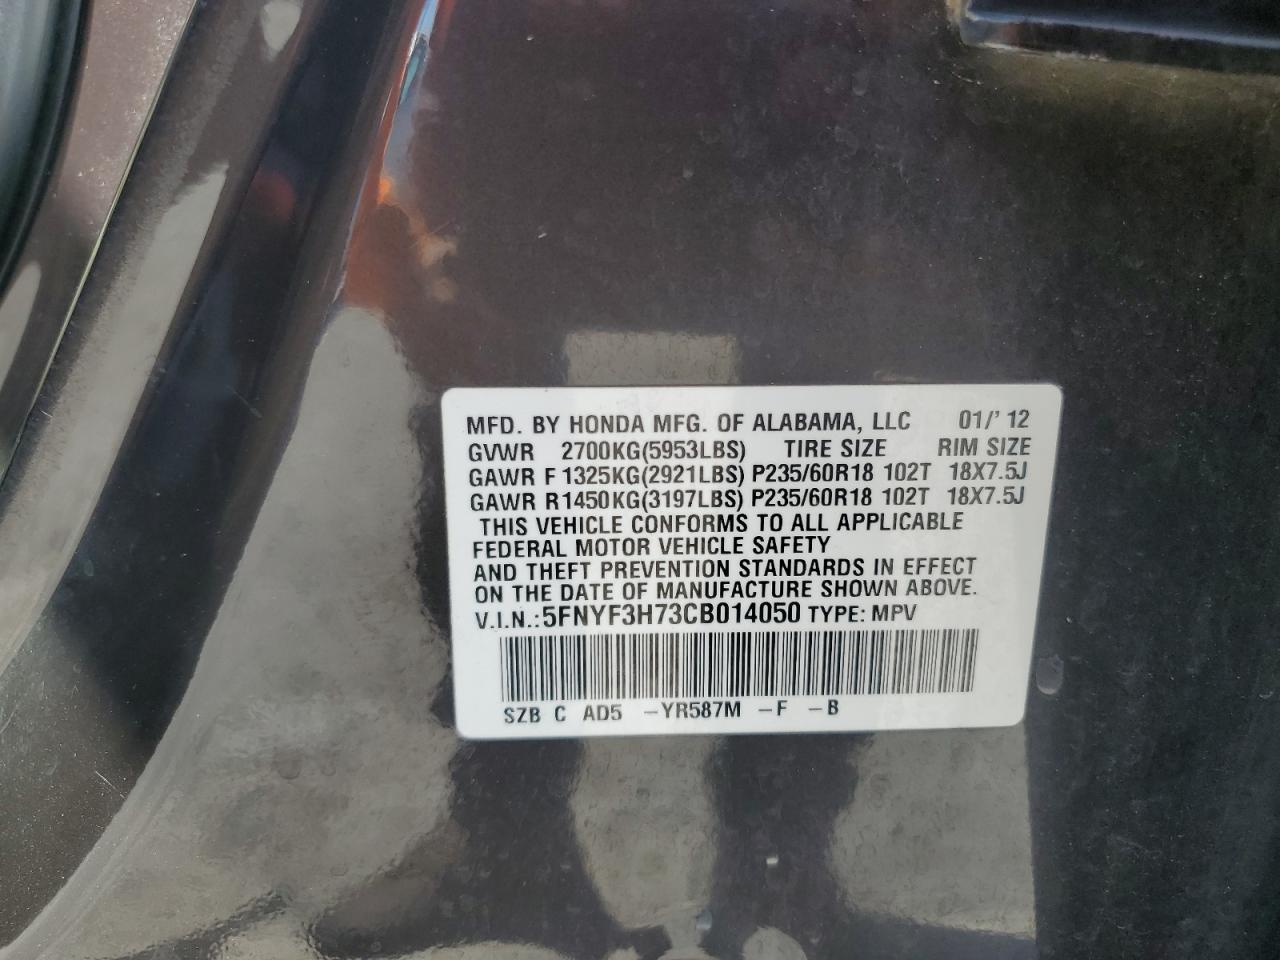 MFD. BY HONDA MFG. OF ALABAMA, LLC 01/'12
GVWR 2700KG(5953LBS) TIRE SIZE RIM SIZE
GAWR F 1325KG(2921LBS) P235/60R18 102T 18X7.5J
GAWR R1450KG(3197LBS) P235/60R18 102T 18X7.5J
THIS VEHICLE CONFORMS TO ALL APPLICABLE
FEDERAL MOTOR VEHICLE SAFETY
AND THEFT PREVENTION STANDARDS IN EFFECT
ON THE DATE OF MANUFACTURE SHOWN ABOVE.
V.I.N.:5FNYF3H73CB014050 TYPE: MPV
SZB C AD5 -YR587M -F -B